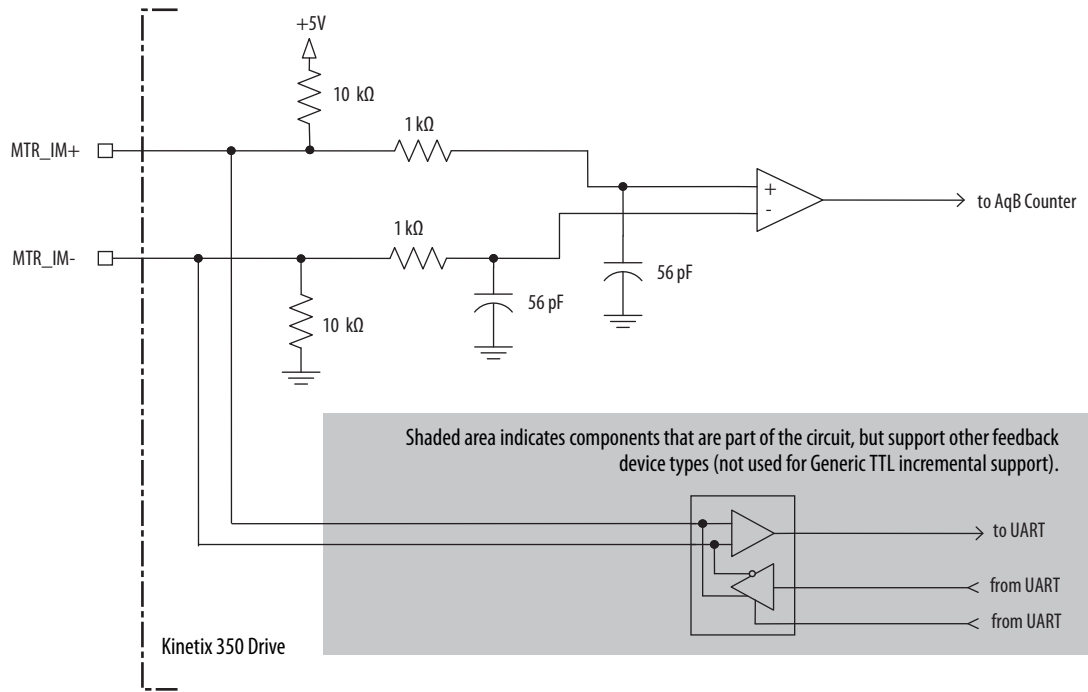 +5V
10 kΩ
1 kΩ
MTR_IM+
+
-
to AqB Counter
1 kΩ
MTR_IM-
56 pF
56 pF
10 kΩ
Shaded area indicates components that are part of the circuit, but support other feedback
device types (not used for Generic TTL incremental support).
to UART
from UART
from UART
Kinetix 350 Drive